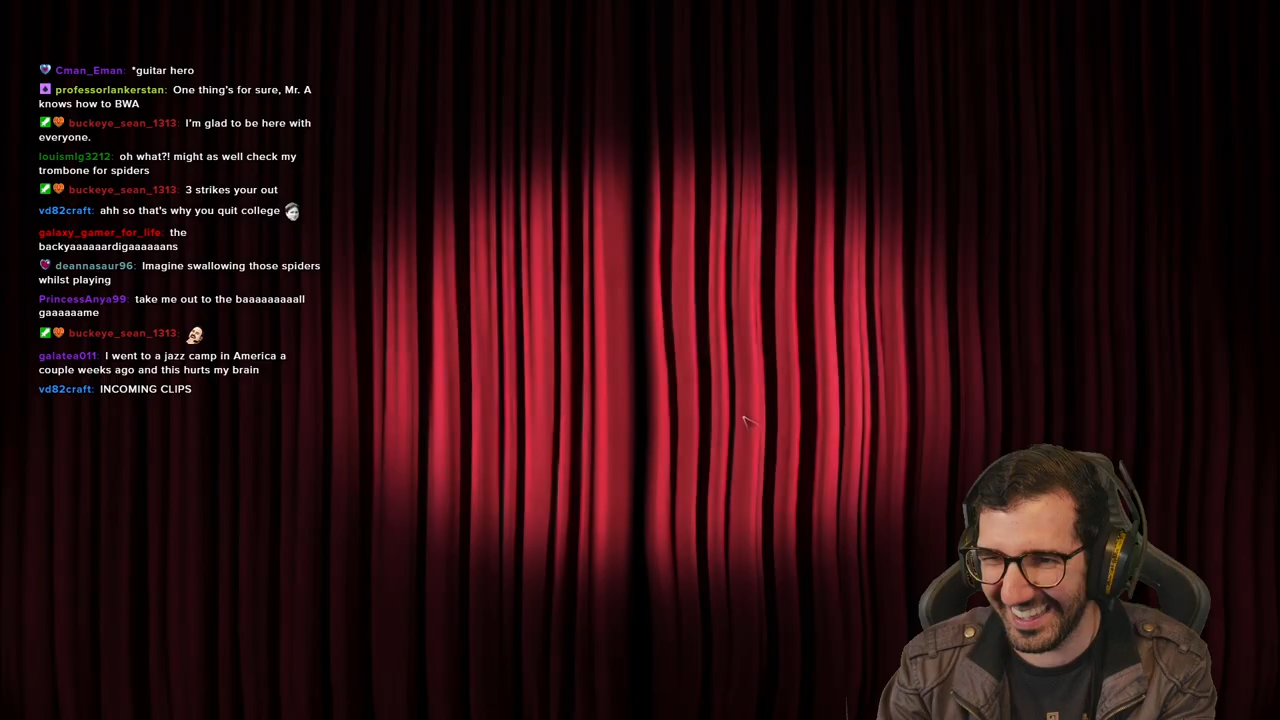 Cman_Eman: *guitar hero
professorlankerstan: One thing's for sure, Mr. A
knows how to BWA
buckeye_sean_1313: I'm glad to be here with
everyone.
louismlg3212: oh what?! might as well check my
trombone for spiders
buckeye_sean_1313: 3 strikes your out
vd82craft: ahh so that's why you quit college
galaxy_gamer_for_life: the
backyaaaaardigaaaaans
deannasaur96: Imagine swallowing those spiders
whilst playing
PrincessAnya99: take me out to the baaaaaaaall
gaaaaaame
buckeye_sean_1313:
galatea011: I went to a jazz camp in America a
couple weeks ago and this hurts my brain
vd82craft: INCOMING CLIPS